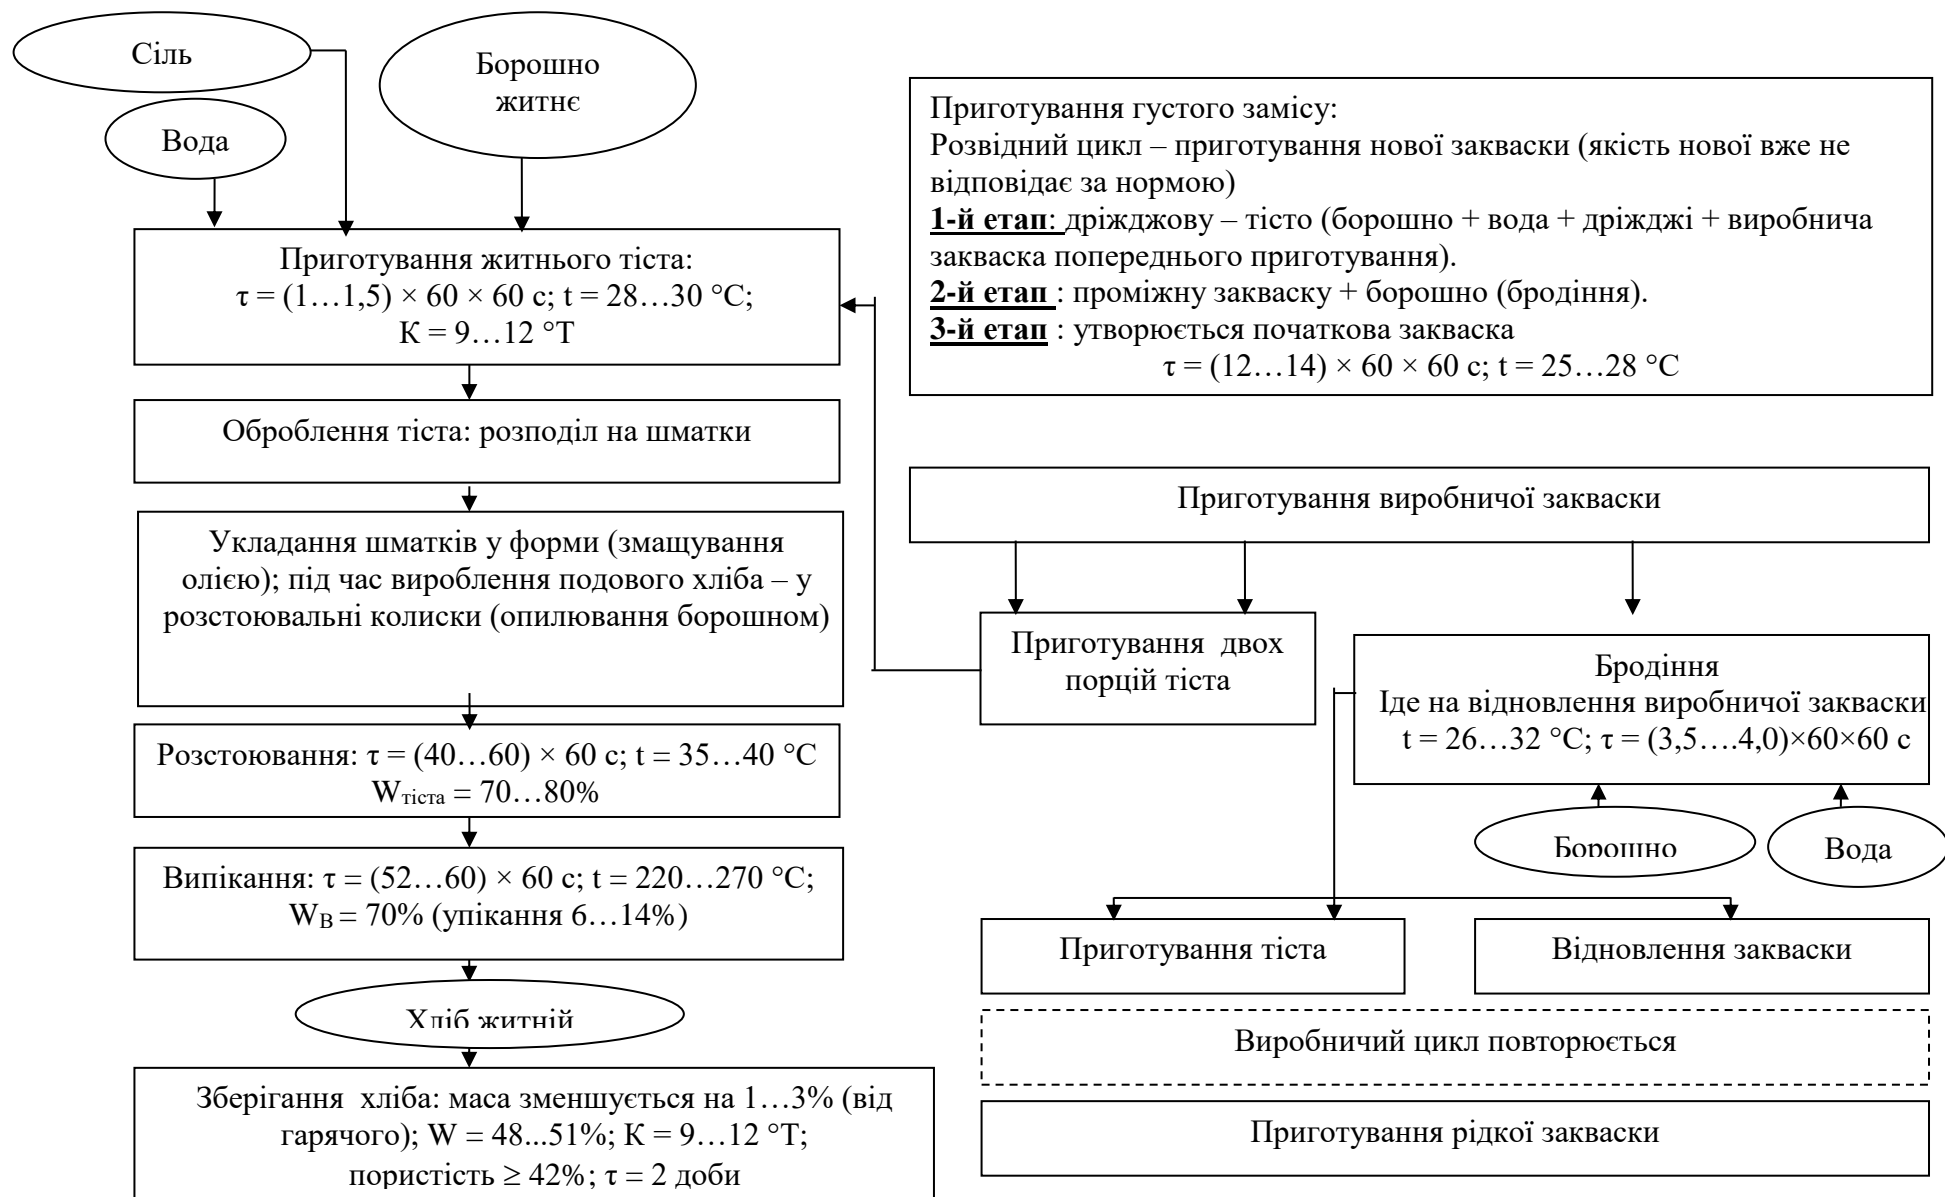 Сіль
Борошно
житнє
Вода
Приготування житнього тіста:
τ = (1…1,5) × 60 × 60 с; t = 28…30 °С;
К = 9…12 °Т
Оброблення тіста: розподіл на шматки
Укладання шматків у форми (змащування
олією); під час вироблення подового хліба – у
розстоювальні колиски (опилювання борошном)
Розстоювання: τ = (40…60) × 60 с; t = 35…40 °С
Wтіста = 70…80%
Випікання: τ = (52…60) × 60 с; t = 220…270 °С;
WВ = 70% (упікання 6…14%)
Хліб житній
Зберігання хліба: маса зменшується на 1…3% (від
гарячого); W = 48...51%; К = 9…12 °Т;
пористість ≥ 42%; τ = 2 доби
Приготування густого замісу:
Розвідний цикл – приготування нової закваски (якість нової вже не
відповідає за нормою)
1-й етап: дріжджову – тісто (борошно + вода + дріжджі + виробнича
закваска попереднього приготування).
2-й етап : проміжну закваску + борошно (бродіння).
3-й етап : утворюється початкова закваска
τ = (12…14) × 60 × 60 с; t = 25…28 °С
Приготування виробничої закваски
Приготування двох
порцій тіста
Бродіння
Іде на відновлення виробничої закваски
t = 26…32 °С; τ = (3,5….4,0)×60×60 с
Борошно
Вода
Приготування тіста
Відновлення закваски
Виробничий цикл повторюється
Приготування рідкої закваски